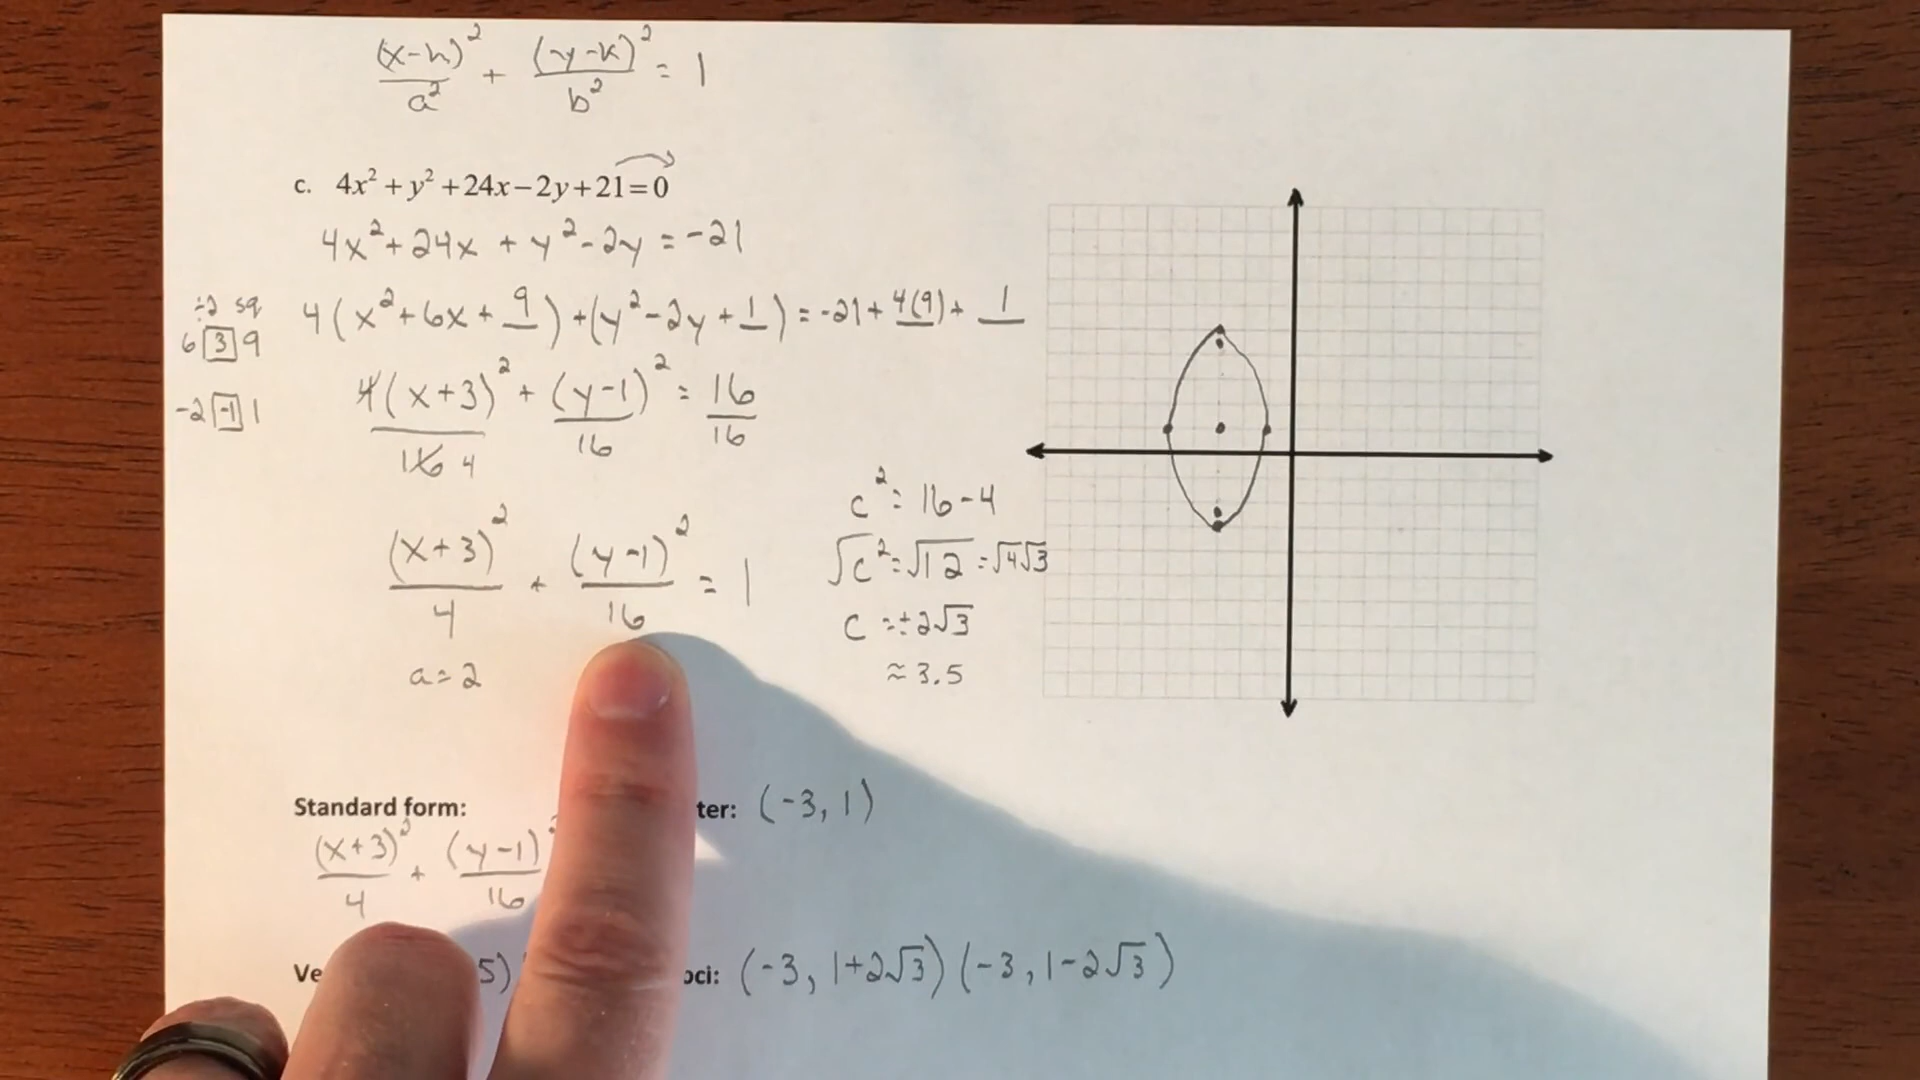 (x-h)² / a² + (y-k)² / b² = 1
c. 4x² + y² + 24x - 2y + 21 = 0
4x² + 24x + y² - 2y = -21
÷2 sq
4(x² + 6x + 9) + (y² - 2y + 1) = -21 + 4(9) + 1
6 3 9
4(x+3)² / 16 4 + (y-1)² / 16 = 16 / 16
-2 -1 1
(x+3)² / 4 + (y-1)² / 16 = 1
a = 2
c² = 16 - 4
√c² = √12 = √4√3
c = ±2√3
≈ 3.5
Standard form:
(x+3)² / 4 + (y-1) / 16
ter: (-3, 1)
Ve 5)
oci: (-3, 1+2√3) (-3, 1-2√3)